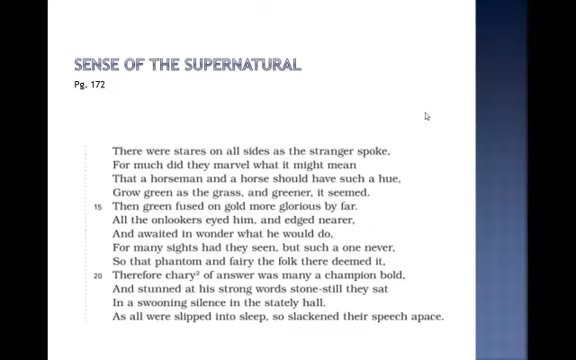 SENSE OF THE SUPERNATURAL
Pg. 172
There were stares on all sides as the stranger spoke,
For much did they marvel what it might mean
That a horseman and a horse should have such a hue,
Grow green as the grass, and greener, it seemed.
15 Then green fused on gold more glorious by far.
All the onlookers eyed him, and edged nearer,
And awaited in wonder what he would do,
For many sights had they seen, but such a one never,
So that phantom and fairy the folk there deemed it,
20 Therefore chary² of answer was many a champion bold,
And stunned at his strong words stone-still they sat
In a swooning silence in the stately hall.
As all were slipped into sleep, so slackened their speech apace.